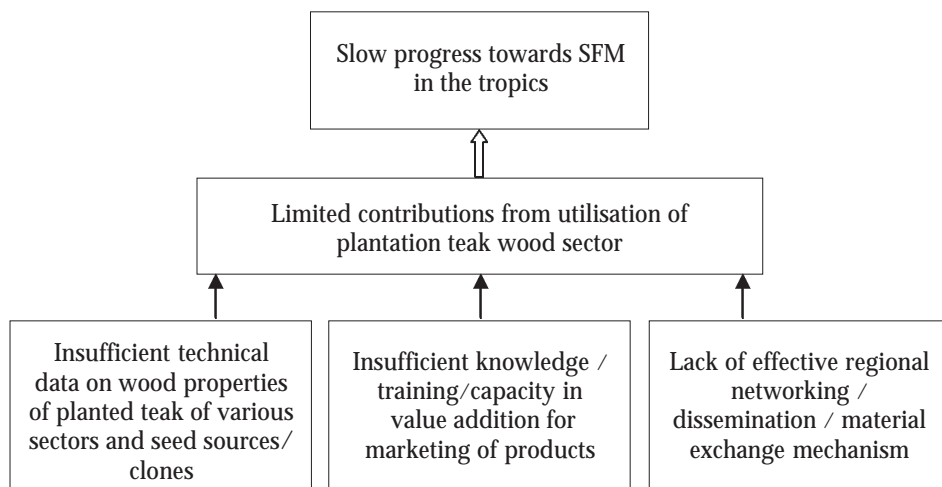 Slow progress towards SFM
in the tropics
Limited contributions from utilisation of
plantation teak wood sector
Insufficient technical
data on wood properties
of planted teak of various
sectors and seed sources/
clones
Insufficient knowledge /
training/capacity in
value addition for
marketing of products
Lack of effective regional
networking /
dissemination / material
exchange mechanism